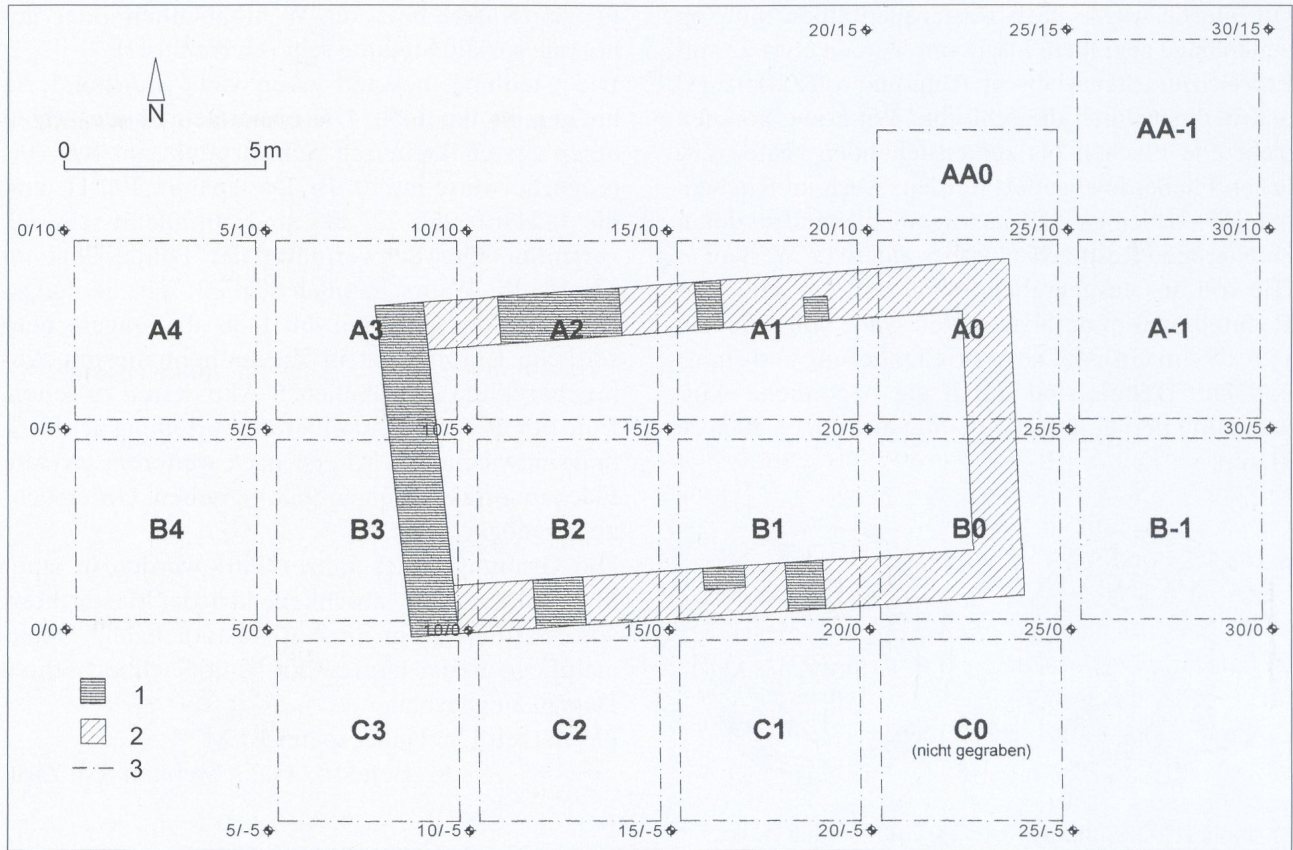 20/15 25/15 30/15
N
AA-1
0 5m
AA0
0/10 5/10 10/10 15/10 20/10 25/10 30/10
A4 A3 A2 A1 A0 A-1
0/5 5/5 10/5 15/5 20/5 25/5 30/5
B4 B3 B2 B1 B0 B-1
0/0 5/0 10/0 15/0 20/0 25/0 30/0
1
2
3
C3 C2 C1 C0
(nicht gegraben)
5/-5 10/-5 15/-5 20/-5 25/-5